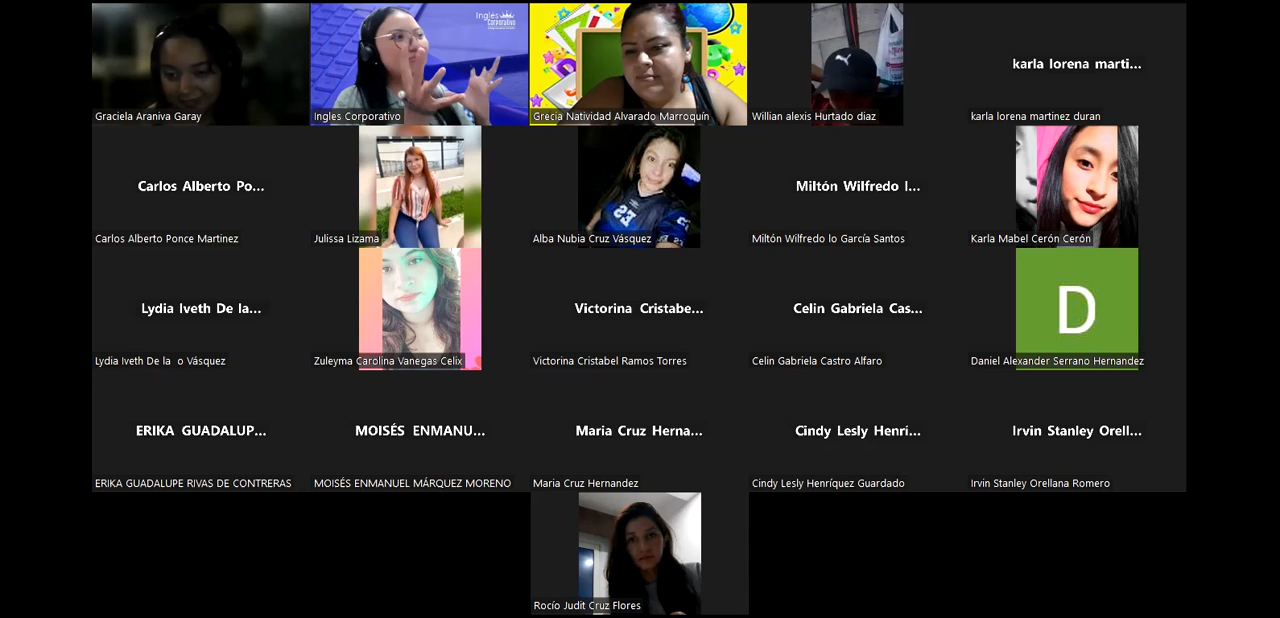 Graciela Araniva Garay
Inglés
Corporativo
Ingles Corporativo
Grecia Natividad Alvarado Marroquín
Willian alexis Hurtado diaz
karla lorena marti...
karla lorena martinez duran
Carlos Alberto Po...
Carlos Alberto Ponce Martinez
Julissa Lizama
23
Alba Nubia Cruz Vásquez
Miltón Wilfredo l...
Miltón Wilfredo lo García Santos
Karla Mabel Cerón Cerón
Lydia Iveth De la...
Lydia Iveth De la o Vásquez
Zuleyma Carolina Vanegas Celix
Victorina Cristabe...
Victorina Cristabel Ramos Torres
Celin Gabriela Cas...
Celin Gabriela Castro Alfaro
D
Daniel Alexander Serrano Hernandez
ERIKA GUADALUP...
ERIKA GUADALUPE RIVAS DE CONTRERAS
MOISÉS ENMANU...
MOISÉS ENMANUEL MÁRQUEZ MORENO
Maria Cruz Herna...
Maria Cruz Hernandez
Cindy Lesly Henrí...
Cindy Lesly Henríquez Guardado
Irvin Stanley Orell...
Irvin Stanley Orellana Romero
Rocío Judit Cruz Flores